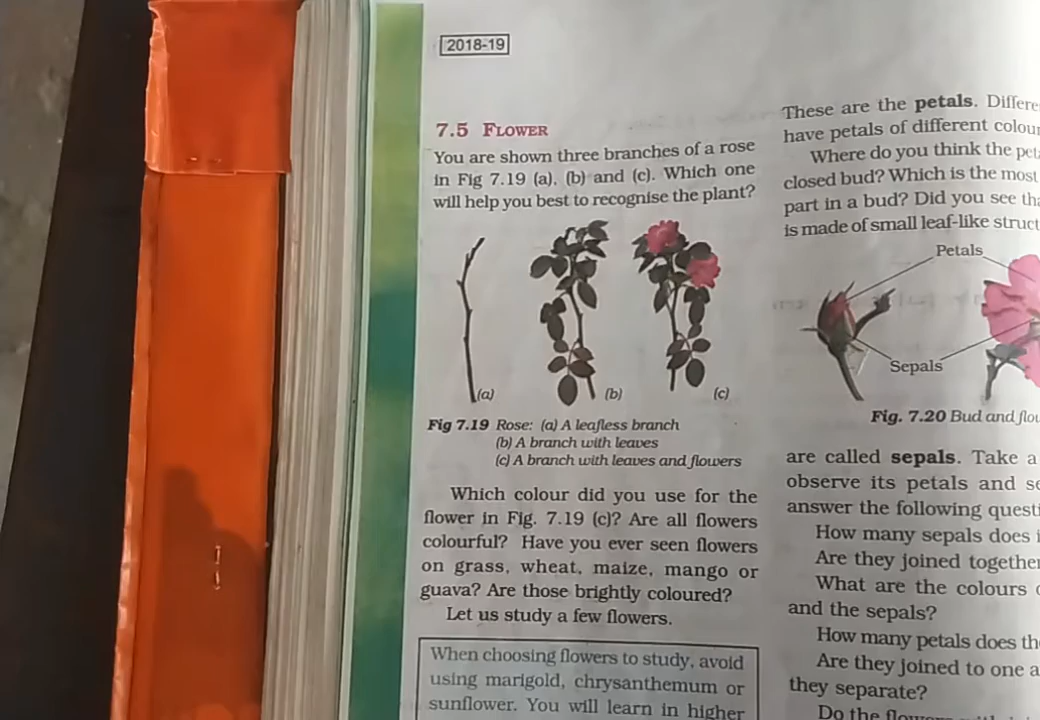 2018-19
7.5 FLOWER
You are shown three branches of a rose
in Fig 7.19 (a), (b) and (c). Which one
will help you best to recognise the plant?
(a)
(b)
(c)
Fig 7.19 Rose: (a) A leafless branch
(b) A branch with leaves
(c) A branch with leaves and flowers
Which colour did you use for the
flower in Fig. 7.19 (c)? Are all flowers
colourful? Have you ever seen flowers
on grass, wheat, maize, mango or
guava? Are those brightly coloured?
Let us study a few flowers.
When choosing flowers to study, avoid
using marigold, chrysanthemum or
sunflower. You will learn in higher
These are the petals.
have petals of different
Where do you think the
closed bud? Which is the most
part in a bud? Did you see
is made of small leaf-like
Petals
Sepals
Fig. 7.20 Bud and
are called sepals. Take a
observe its petals and
answer the following
How many sepals does
Are they joined together
What are the colours
and the sepals?
How many petals does
Are they joined to one
they separate?
Do the